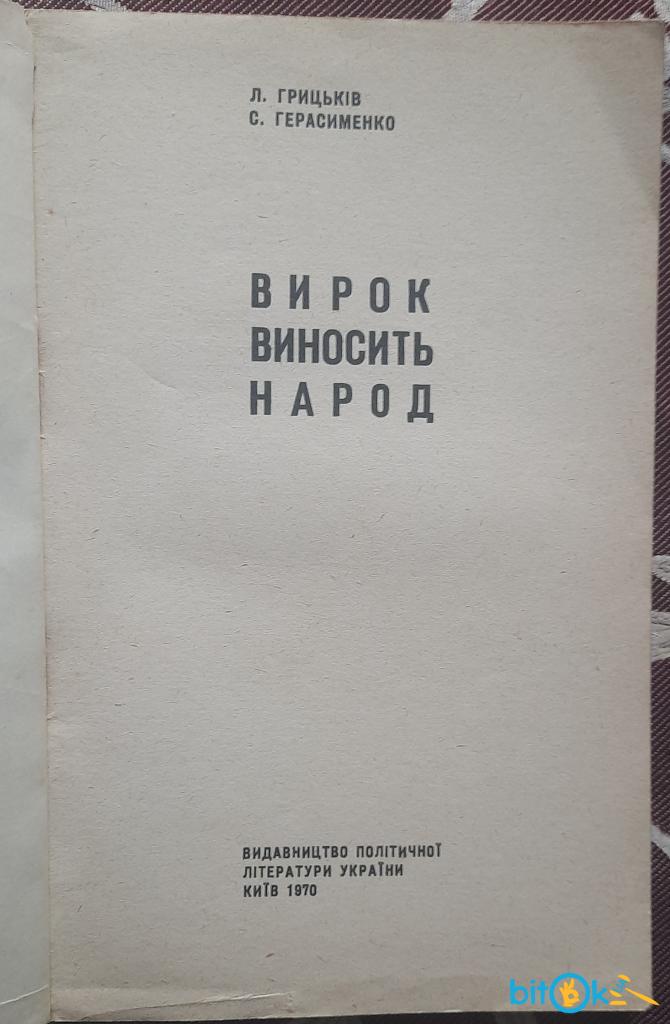 Л. ГРИЦЬКІВ
С. ГЕРАСИМЕНКО
ВИРОК
ВИНОСИТЬ
НАРОД
ВИДАВНИЦТВО ПОЛІТИЧНОЇ
ЛІТЕРАТУРИ УКРАЇНИ
КИЇВ 1970
bitOk